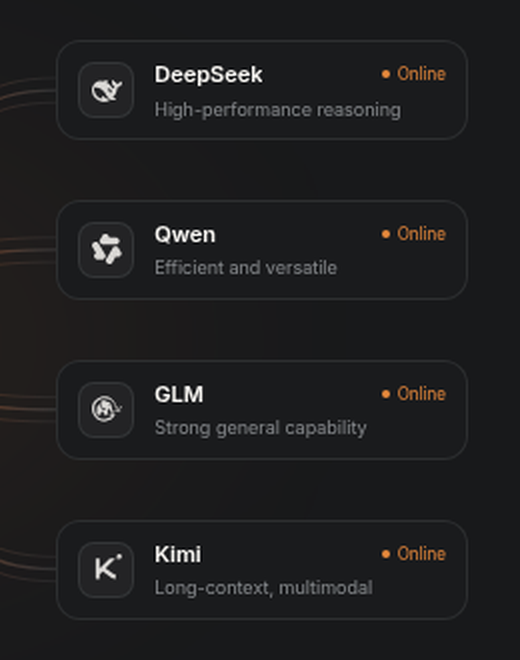 DeepSeek
Online
High-performance reasoning
Qwen
Online
Efficient and versatile
GLM
Online
Strong general capability
Kimi
Online
Long-context, multimodal